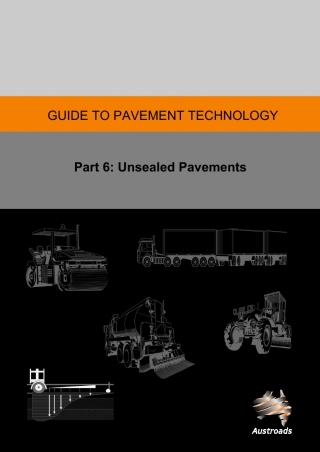 GUIDE TO PAVEMENT TECHNOLOGY
Part 6: Unsealed Pavements
Austroads